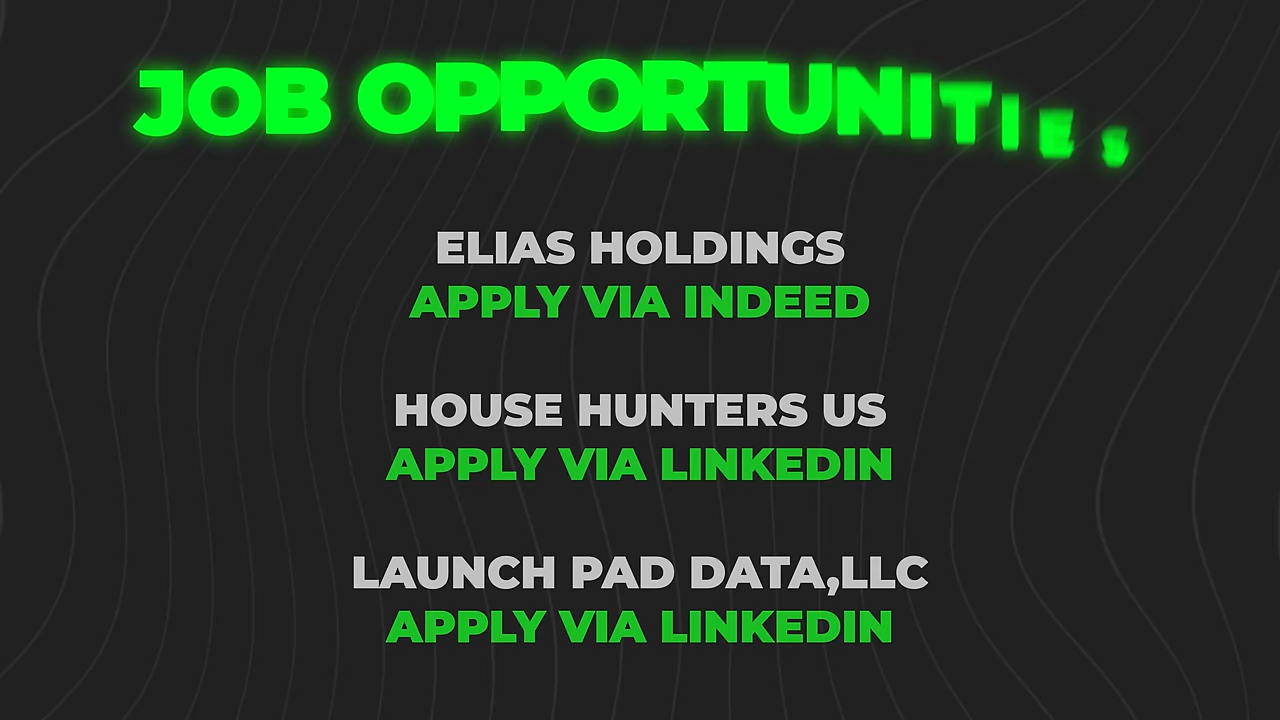 JOB OPPORTUNITIES
ELIAS HOLDINGS
APPLY VIA INDEED
HOUSE HUNTERS US
APPLY VIA LINKEDIN
LAUNCH PAD DATA,LLC
APPLY VIA LINKEDIN